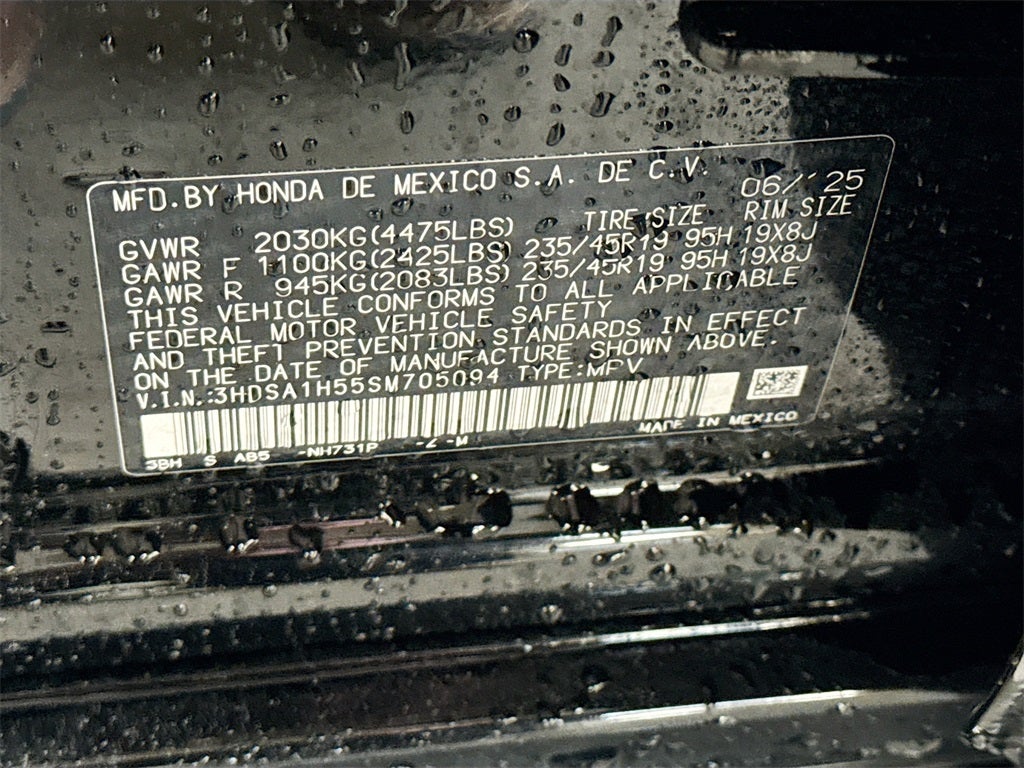 MFD.BY HONDA DE MEXICO S.A. DE C.V. 06/'25
TIRE SIZE RIM SIZE
GVWR 2030KG(4475LBS)
GAWR F 1100KG(2425LBS) 235/45R19 95H 19X8J
GAWR R 945KG(2083LBS) 235/45R19 95H 19X8J
THIS VEHICLE CONFORMS TO ALL APPLICABLE
FEDERAL MOTOR VEHICLE SAFETY
AND THEFT PREVENTION STANDARDS IN EFFECT
ON THE DATE OF MANUFACTURE SHOWN ABOVE.
V.I.N.:3HDSA1H55SM705094 TYPE:MPV
MADE IN MEXICO
3BH S AB5 -NH731P -Z -M